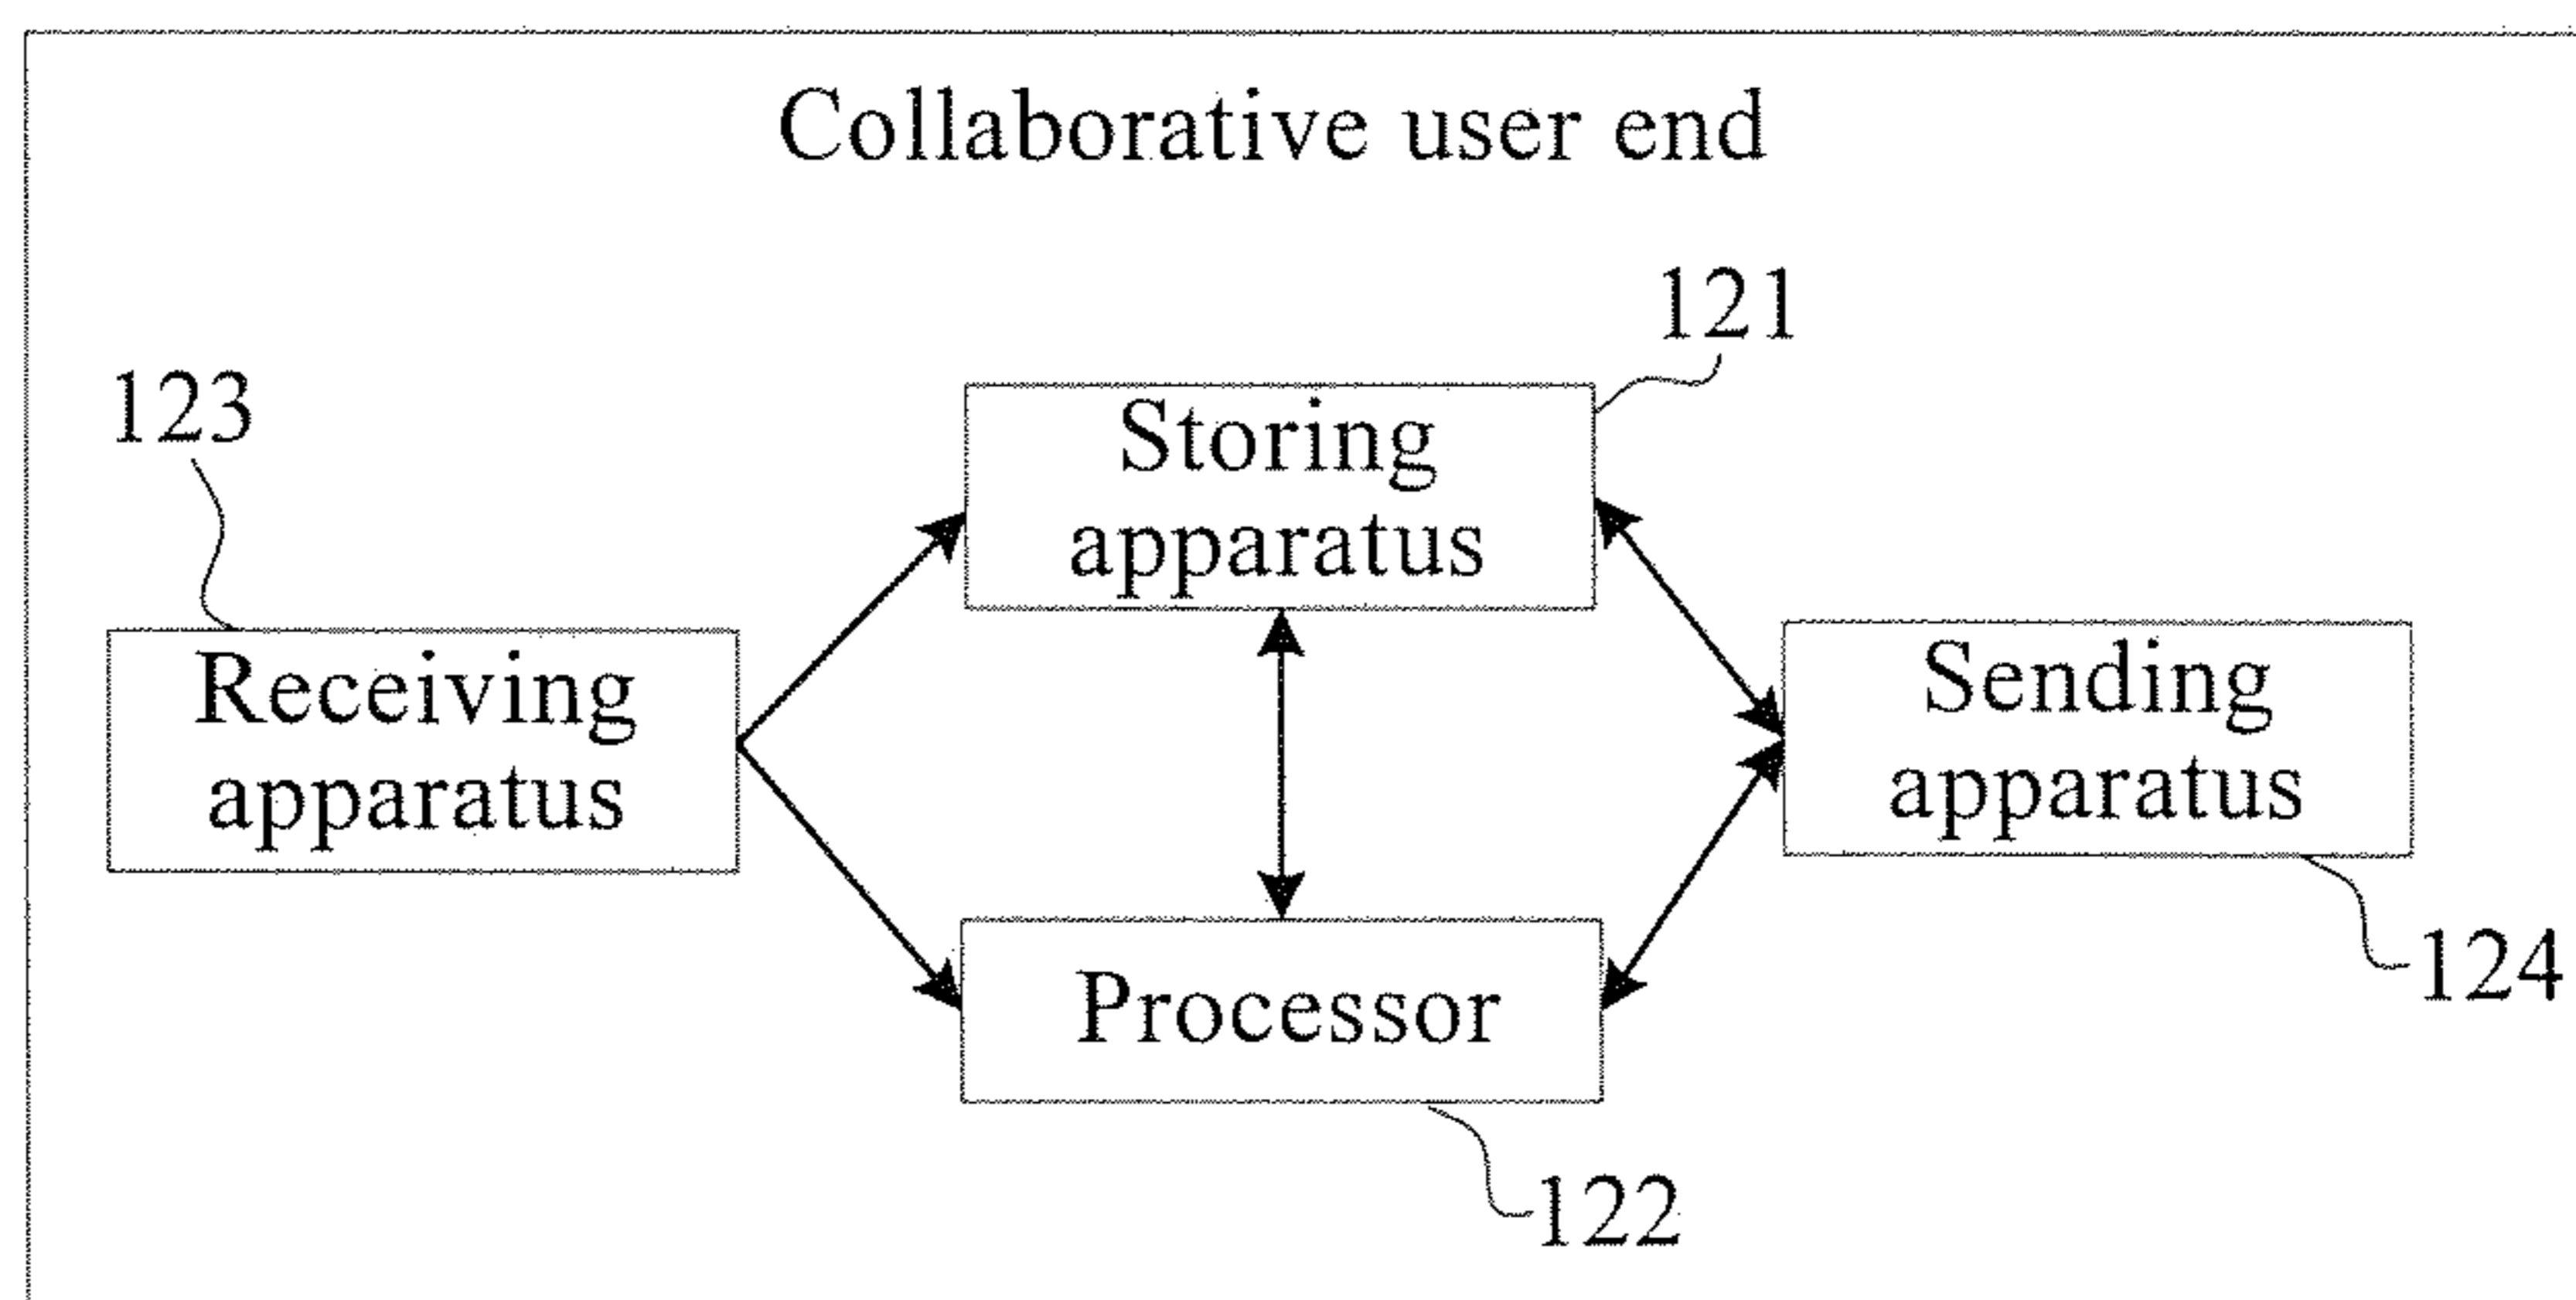 Collaborative user end
121
123
Storing
apparatus
Receiving
apparatus
Sending
apparatus
Processor
124
122